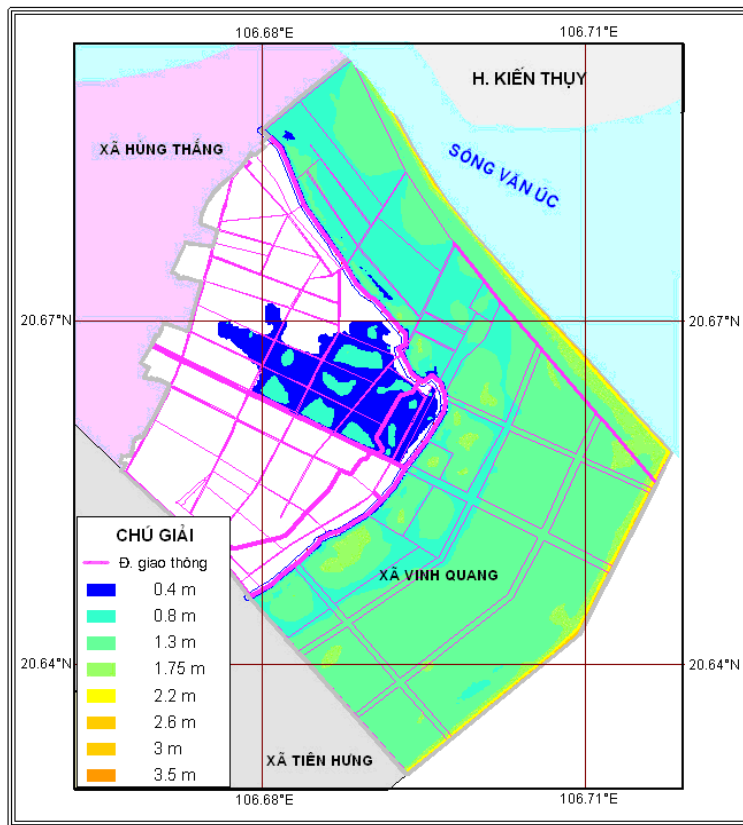 106.68°E
106.71°E
H. KIẾN THỤY
XÃ HÙNG THẮNG
SÔNG VĂN ÚC
20.67°N
20.67°N
CHÚ GIẢI
Đ. giao thông
0.4 m
0.8 m
1.3 m
1.75 m
2.2 m
2.6 m
3 m
3.5 m
XÃ VINH QUANG
20.64°N
20.64°N
XÃ TIÊN HƯNG
106.68°E
106.71°E